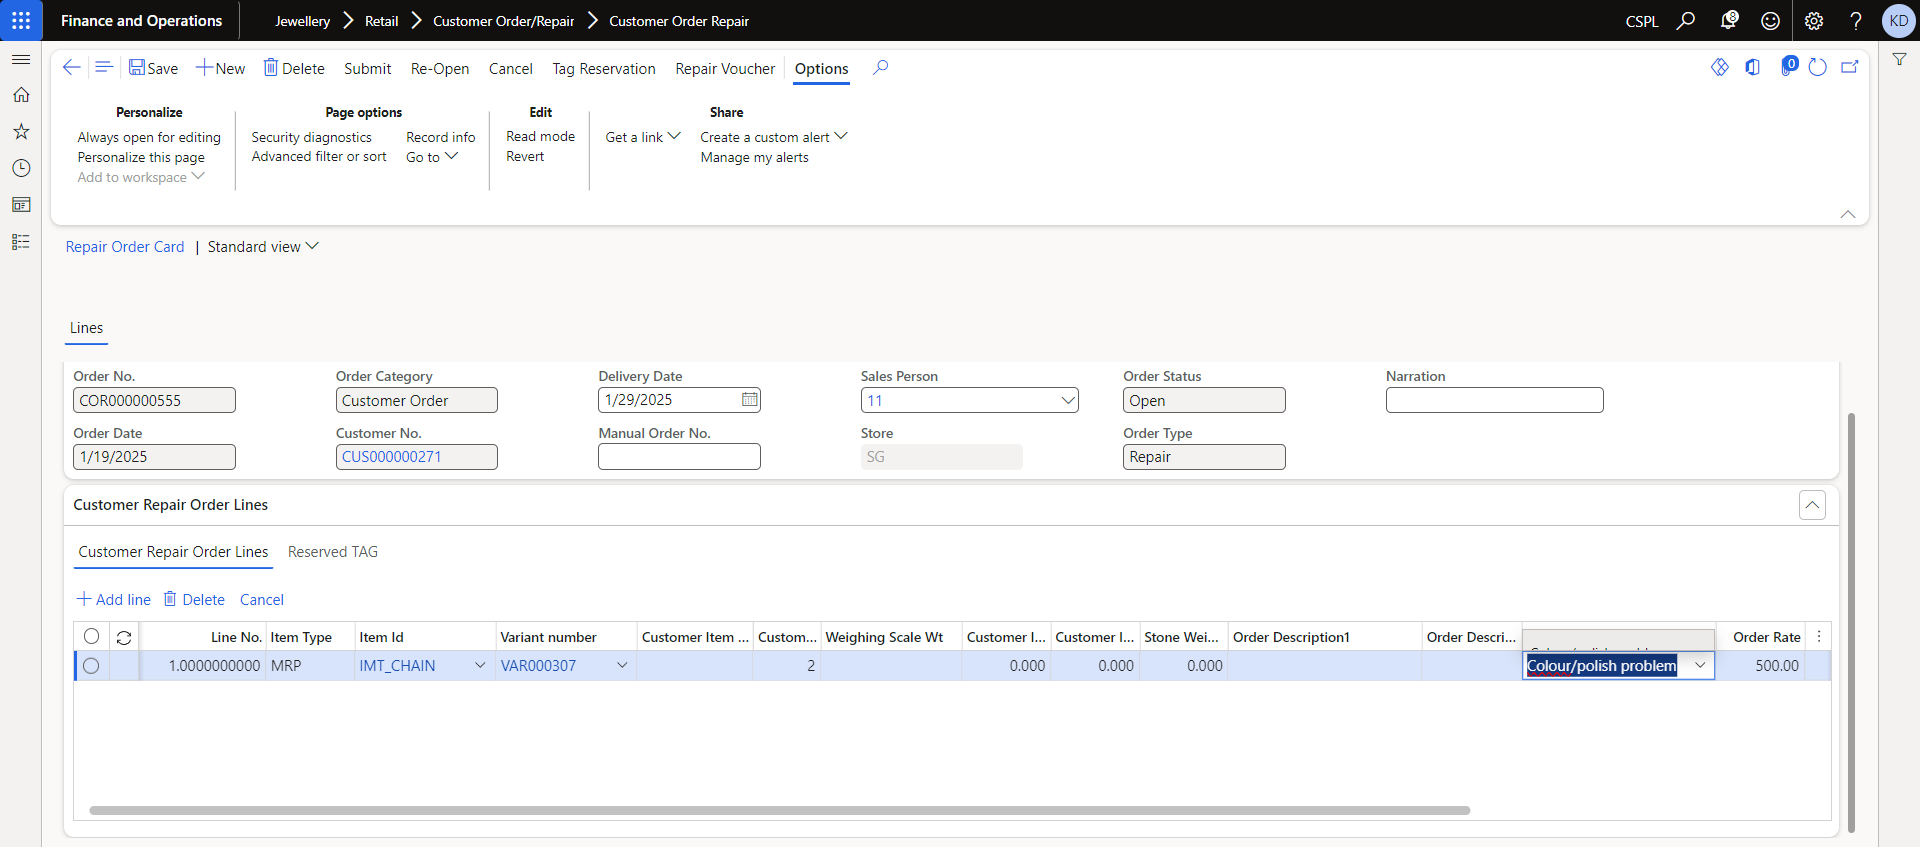 Finance and Operations
Jewellery
Retail
Customer Order/Repair
Customer Order Repair
CSPL
8
KD
Save
New
Delete
Submit
Re-Open
Cancel
Tag Reservation
Repair Voucher
Options
0
Personalize
Always open for editing
Personalize this page
Add to workspace
Page options
Security diagnostics
Advanced filter or sort
Record info
Go to
Edit
Read mode
Revert
Get a link
Share
Create a custom alert
Manage my alerts
Repair Order Card | Standard view
Lines
Order No.
COR000000555
Order Category
Customer Order
Delivery Date
1/29/2025
Sales Person
11
Order Status
Open
Narration
Order Date
1/19/2025
Customer No.
CUS000000271
Manual Order No.
Store
SG
Order Type
Repair
Customer Repair Order Lines
Customer Repair Order Lines
Reserved TAG
Add line
Delete
Cancel
Line No. Item Type Item Id Variant number Customer Item ... Custom... Weighing Scale Wt Customer I... Customer I... Stone Wei... Order Description1 Order Descri... Order Rate
1.0000000000 MRP IMT_CHAIN VAR000307 2 0.000 0.000 0.000 Colour/polish problem 500.00